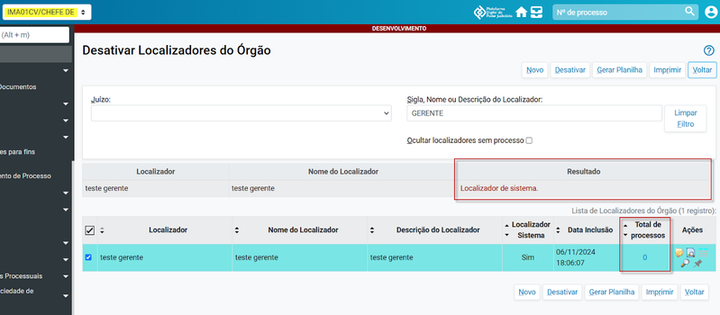 IMA01CV/CHEFE DE
Plataforma
Digital do
Poder Judiciário
Nº de processo
(Alt + m)
DESENVOLVIMENTO
Desativar Localizadores do Órgão
Novo Desativar Gerar Planilha Imprimir Voltar
Documentos
Juízo:
Sigla, Nome ou Descrição do Localizador:
GERENTE
Limpar
Filtro
Ocultar localizadores sem processo
es para fins
nto de Processo
Localizador Nome do Localizador Resultado
teste gerente teste gerente Localizador de sistema.
Lista de Localizadores do Órgão (1 registro):
Localizador Nome do Localizador Descrição do Localizador Localizador Sistema Data Inclusão Total de processos Ações
teste gerente teste gerente teste gerente Sim 06/11/2024 18:06:07 0
s Processuais
ciedade de
Novo Desativar Gerar Planilha Imprimir Voltar